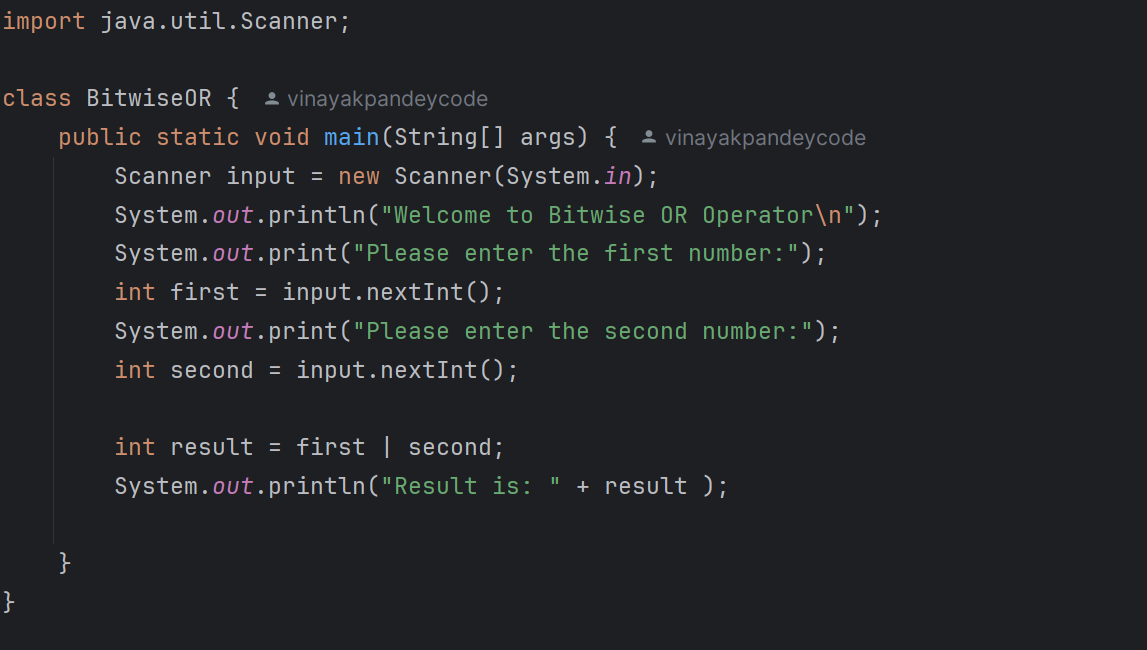 import java.util.Scanner;
class BitwiseOR { vinayakpandeycode
public static void main(String[] args) { vinayakpandeycode
Scanner input = new Scanner(System.in);
System.out.println("Welcome to Bitwise OR Operator\n");
System.out.print("Please enter the first number:");
int first = input.nextInt();
System.out.print("Please enter the second number:");
int second = input.nextInt();
int result = first | second;
System.out.println("Result is: " + result );
}
}